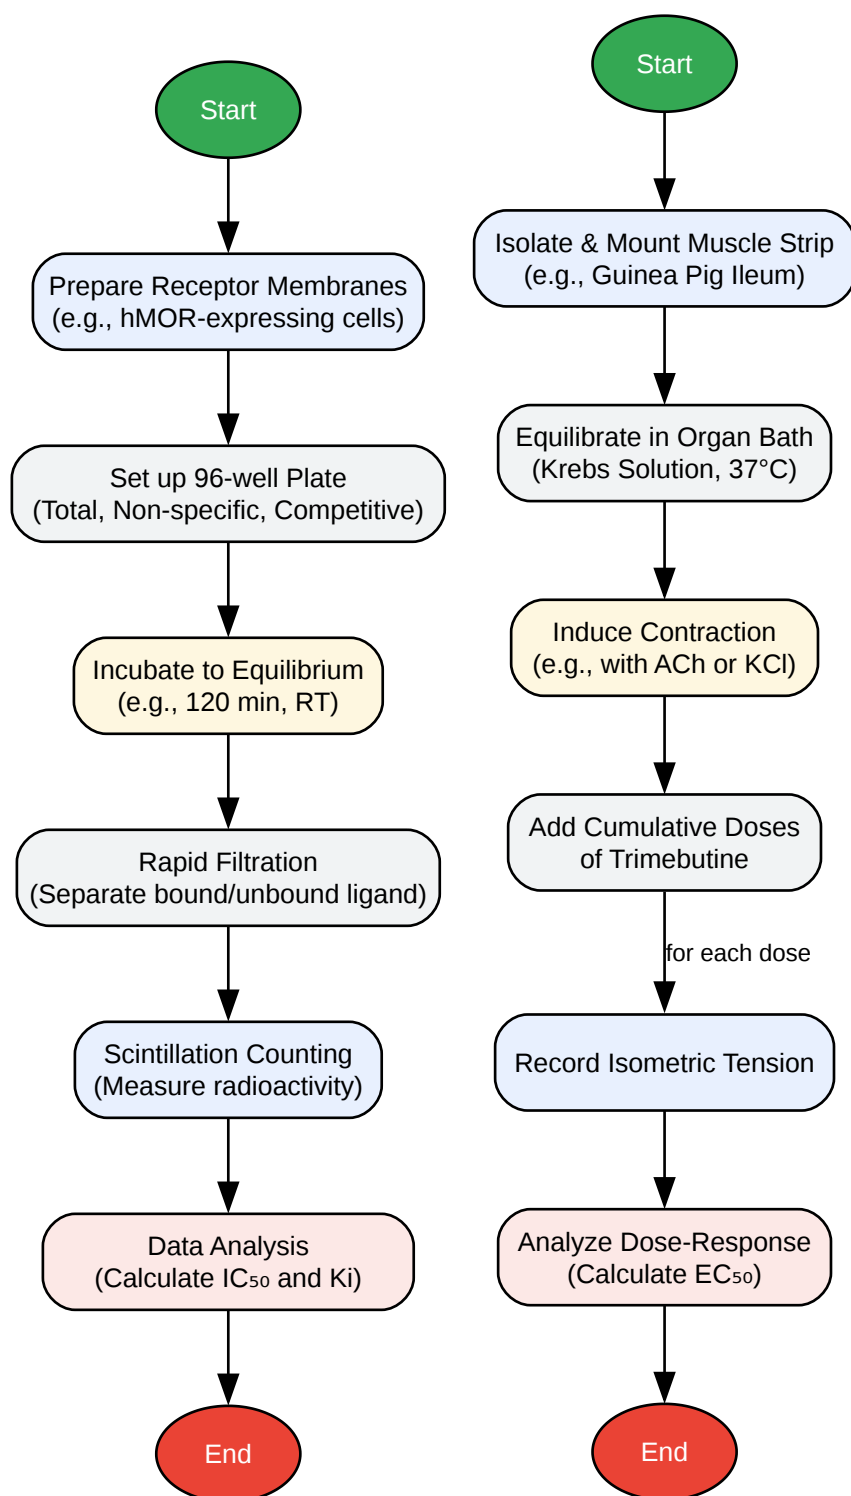 Start
Prepare Receptor Membranes
(e.g., hMOR-expressing cells)
Set up 96-well Plate
(Total, Non-specific, Competitive)
Incubate to Equilibrium
(e.g., 120 min, RT)
Rapid Filtration
(Separate bound/unbound ligand)
Scintillation Counting
(Measure radioactivity)
Data Analysis
(Calculate IC₅₀ and Ki)
End
Start
Isolate & Mount Muscle Strip
(e.g., Guinea Pig Ileum)
Equilibrate in Organ Bath
(Krebs Solution, 37°C)
Induce Contraction
(e.g., with ACh or KCl)
Add Cumulative Doses
of Trimebutine
for each dose
Record Isometric Tension
Analyze Dose-Response
(Calculate EC₅₀)
End